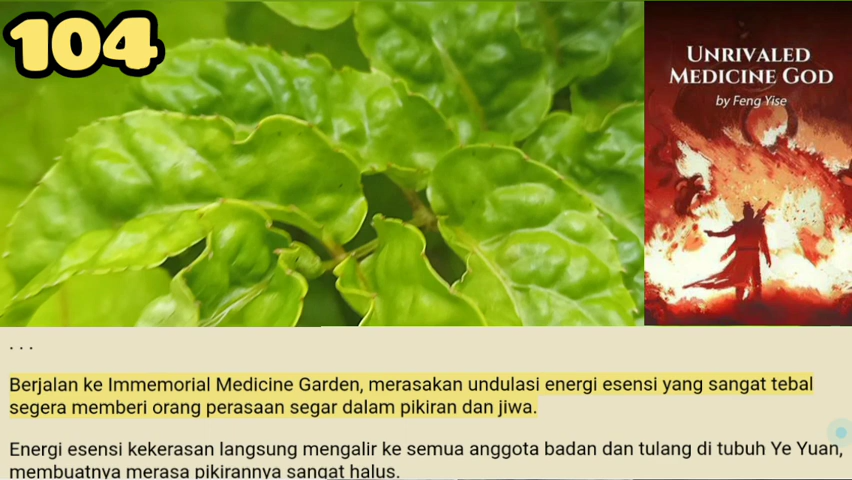 104
UNRIVALED
MEDICINE GOD
by Feng Yise
. . .
Berjalan ke Immemorial Medicine Garden, merasakan undulasi energi esensi yang sangat tebal
segera memberi orang perasaan segar dalam pikiran dan jiwa.
Energi esensi kekerasan langsung mengalir ke semua anggota badan dan tulang di tubuh Ye Yuan,
membuatnya merasa pikirannya sangat halus.